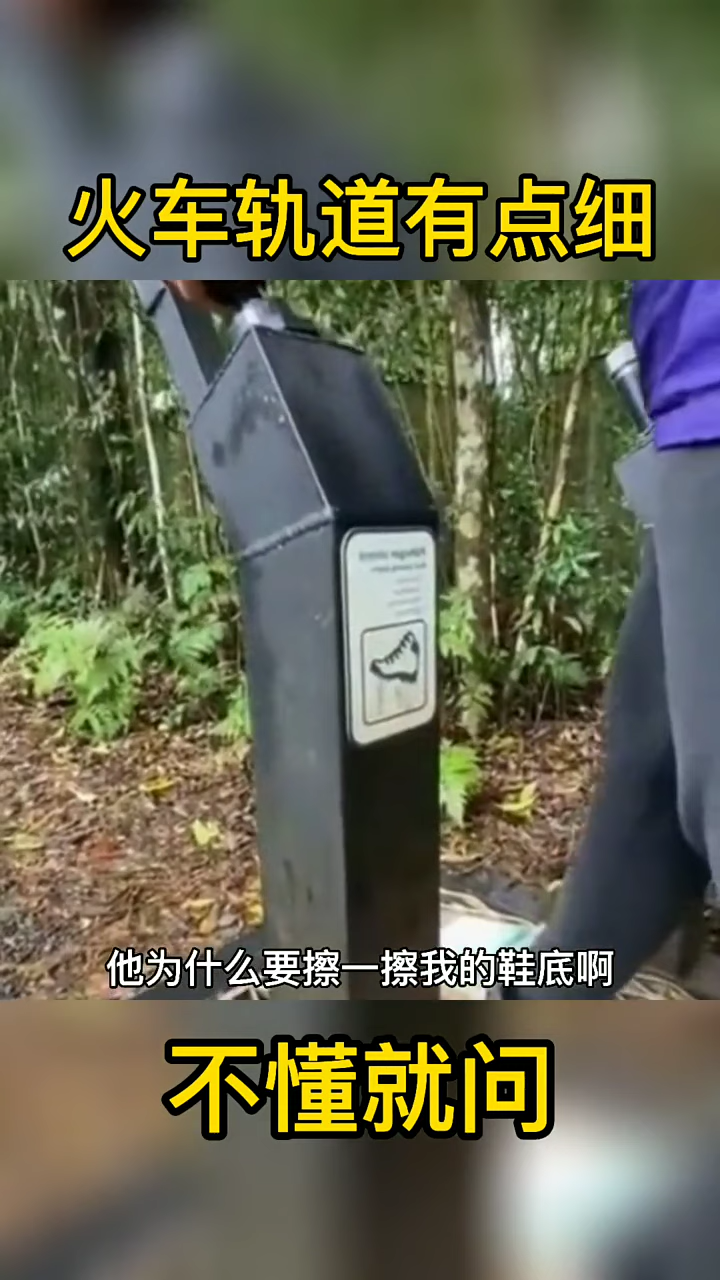 火车轨道有点细
他为什么要擦一擦我的鞋底啊
不懂就问